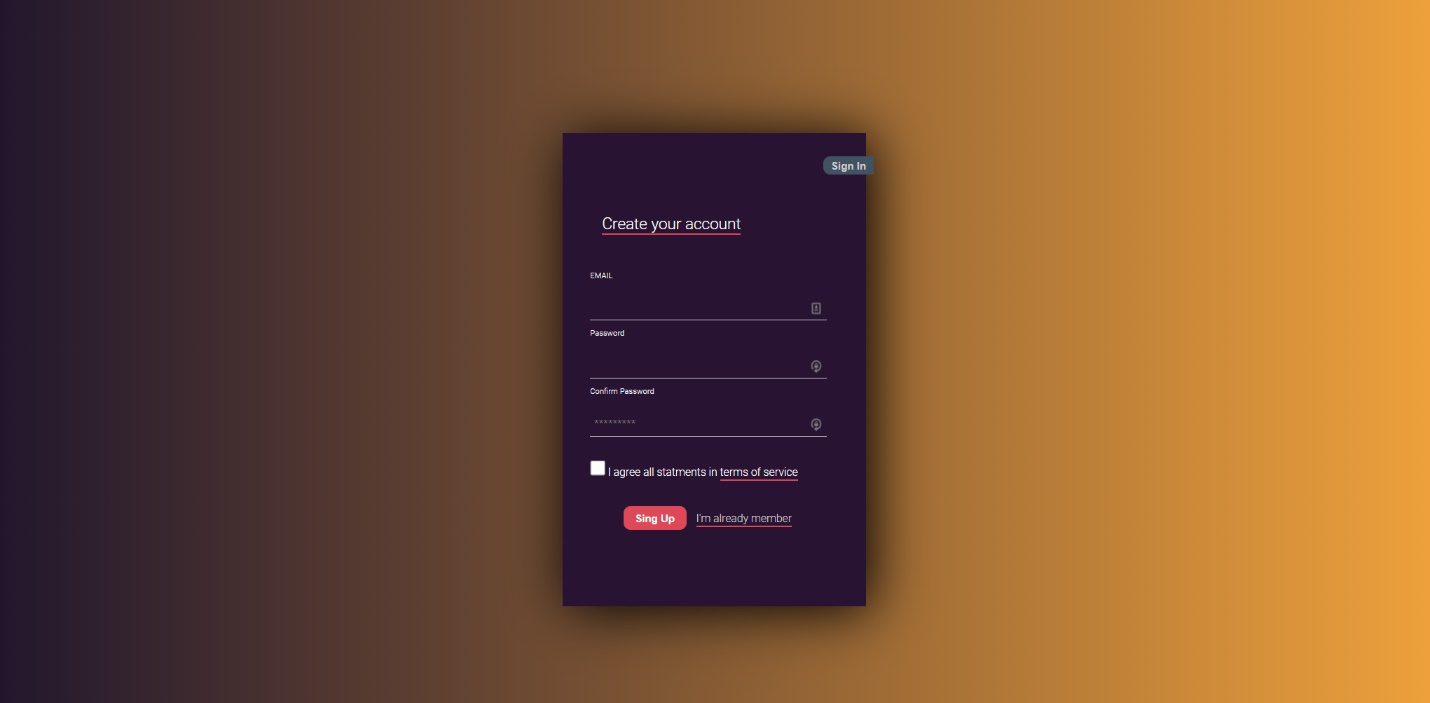 Sign In
Create your account
EMAIL
Password
Confirm Password
*********
I agree all statments in terms of service
Sing Up I'm already member